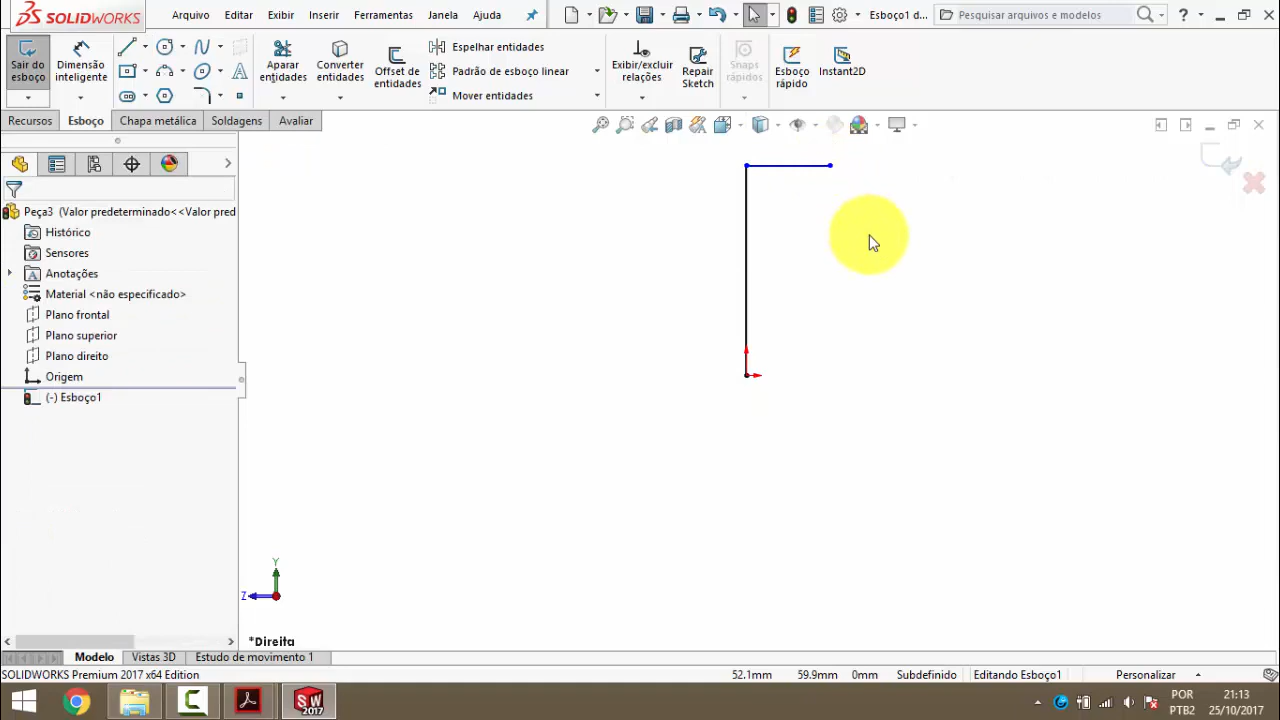 SOLIDWORKS
Arquivo Editar Exibir Inserir Ferramentas Janela Ajuda
Esboço1 d...
Pesquisar arquivos e modelos
?
Sair do esboço
Dimensão inteligente
Aparar entidades
Converter entidades
Offset de entidades
Espelhar entidades
Padrão de esboço linear
Mover entidades
Exibir/excluir relações
Repair Sketch
Snaps rápidos
Esboço rápido
Instant2D
Recursos Esboço Chapa metálica Soldagens Avaliar
Peça3 (Valor predeterminado<<Valor pred
Histórico
Sensores
Anotações
Material <não especificado>
Plano frontal
Plano superior
Plano direito
Origem
(-) Esboço1
Y
Z
*Direita
Modelo Vistas 3D Estudo de movimento 1
SOLIDWORKS Premium 2017 x64 Edition 52.1mm 59.9mm 0mm Subdefinido Editando Esboço1 Personalizar
SW
2017
POR
PTB2
21:13
25/10/2017